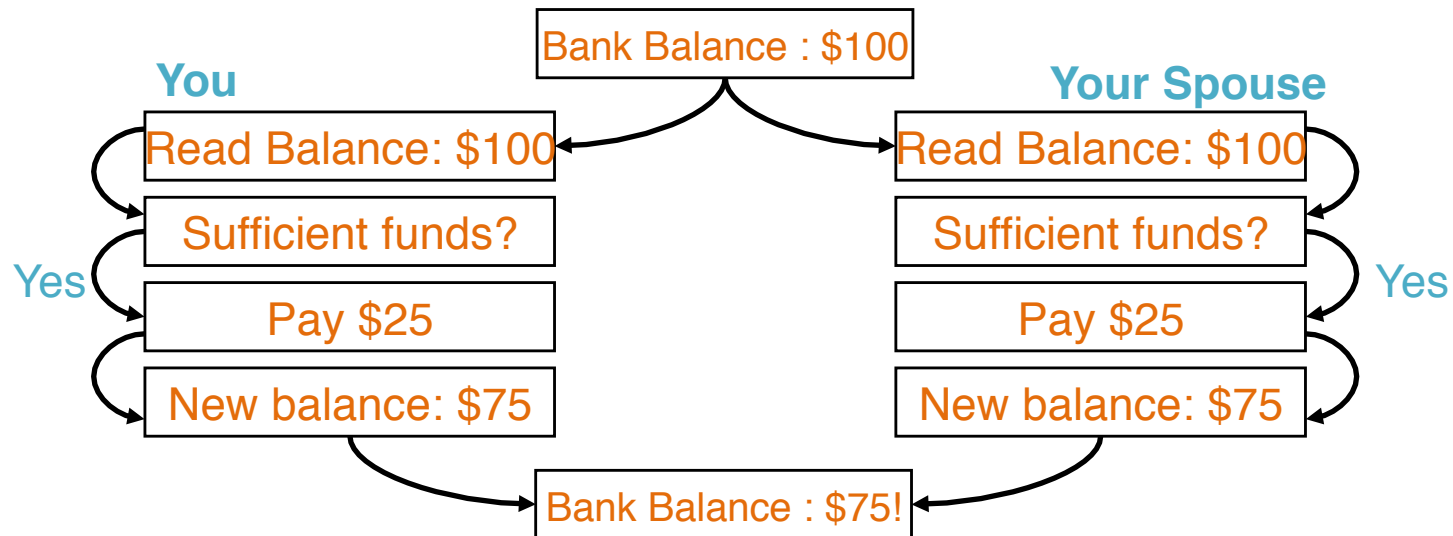 Bank Balance : $100
You
Your Spouse
Read Balance: $100
Read Balance: $100
Sufficient funds?
Sufficient funds?
Yes
Yes
Pay $25
Pay $25
New balance: $75
New balance: $75
Bank Balance : $75!